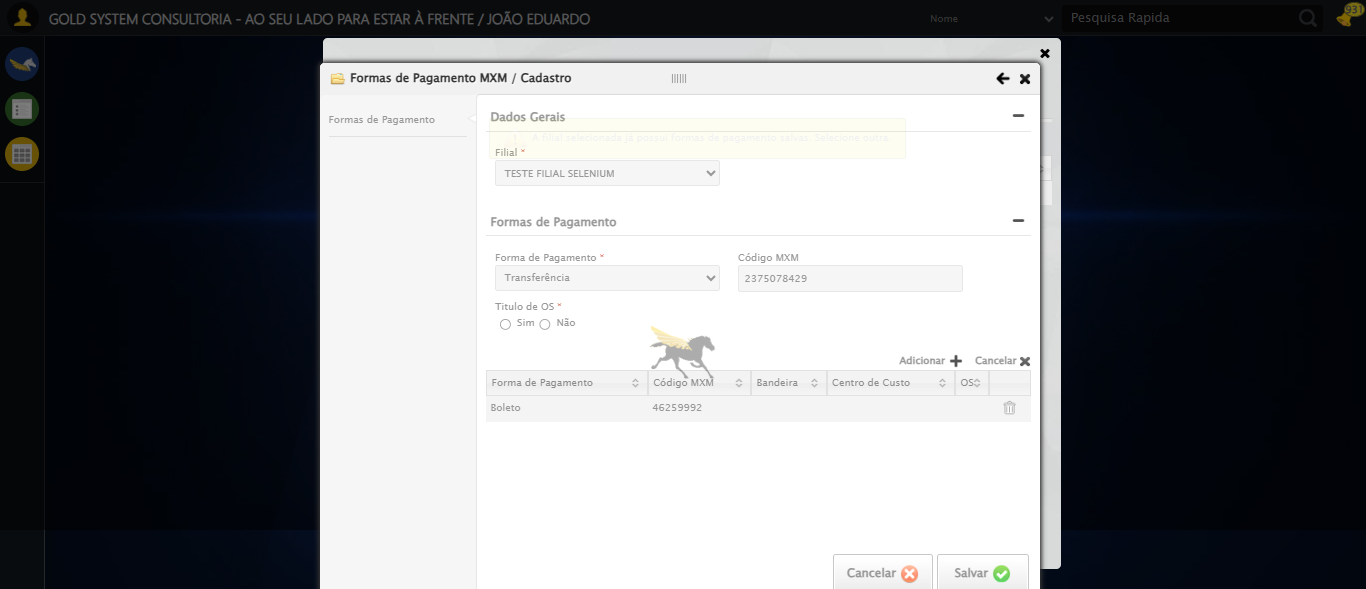 GOLD SYSTEM CONSULTORIA - AO SEU LADO PARA ESTAR À FRENTE / JOÃO EDUARDO
Nome
Pesquisa Rapida
931
Formas de Pagamento MXM / Cadastro
Formas de Pagamento
Dados Gerais
A filial selecionada já possui formas de pagamento salvas. Selecione outra.
Filial *
TESTE FILIAL SELENIUM
Formas de Pagamento
Forma de Pagamento * Código MXM
Transferência 2375078429
Titulo de OS *
Sim Não
Adicionar Cancelar
Forma de Pagamento Código MXM Bandeira Centro de Custo OS
Boleto 46259992
Cancelar Salvar